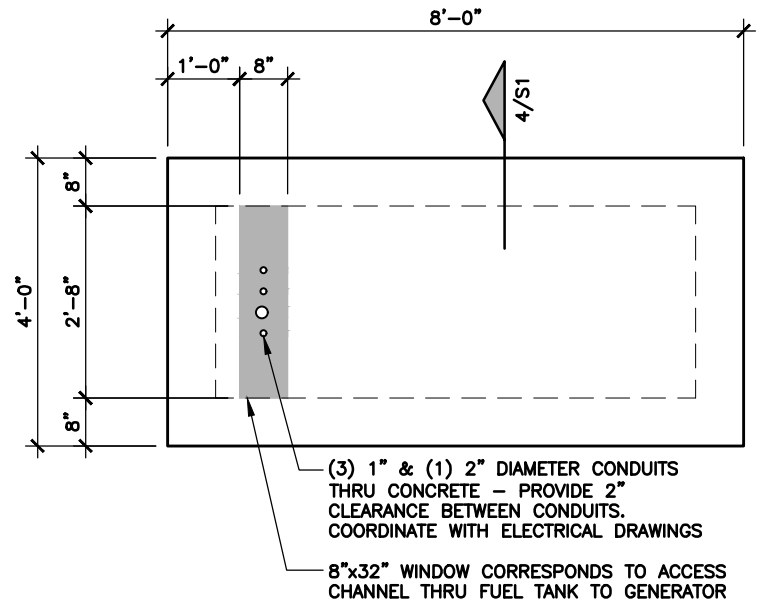 8'-0"
1'-0"
8"
4/S1
8"
4'-0"
2'-8"
8"
(3) 1" & (1) 2" DIAMETER CONDUITS
THRU CONCRETE – PROVIDE 2"
CLEARANCE BETWEEN CONDUITS.
COORDINATE WITH ELECTRICAL DRAWINGS
8"x32" WINDOW CORRESPONDS TO ACCESS
CHANNEL THRU FUEL TANK TO GENERATOR